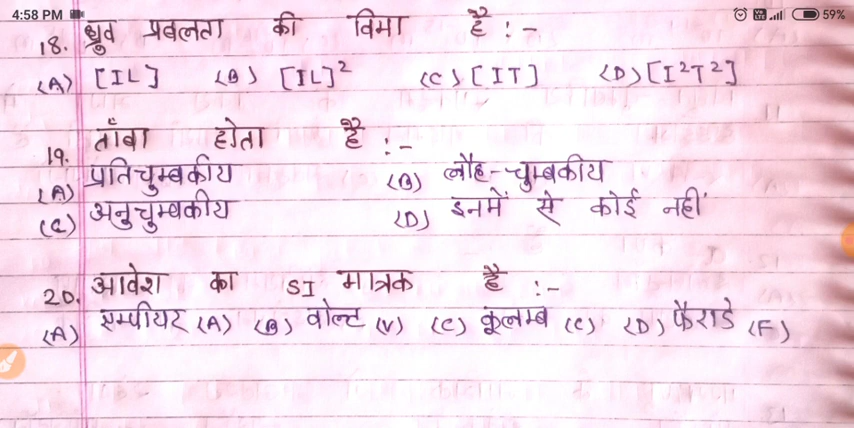 4:58 PM 59%
18. ध्रुव प्रबलता की विमा है :-
(A) [IL] (B) [IL]² (C) [IT] (D) [I²T²]
19. ताँबा होता है :-
(A) प्रतिचुम्बकीय (B) लौह-चुम्बकीय
(C) अनुचुम्बकीय (D) इनमें से कोई नहीं
20. आवेश का SI मात्रक है :-
(A) एम्पीयर (A) (B) वोल्ट (V) (C) कूलम्ब (C) (D) फैराडे (F)